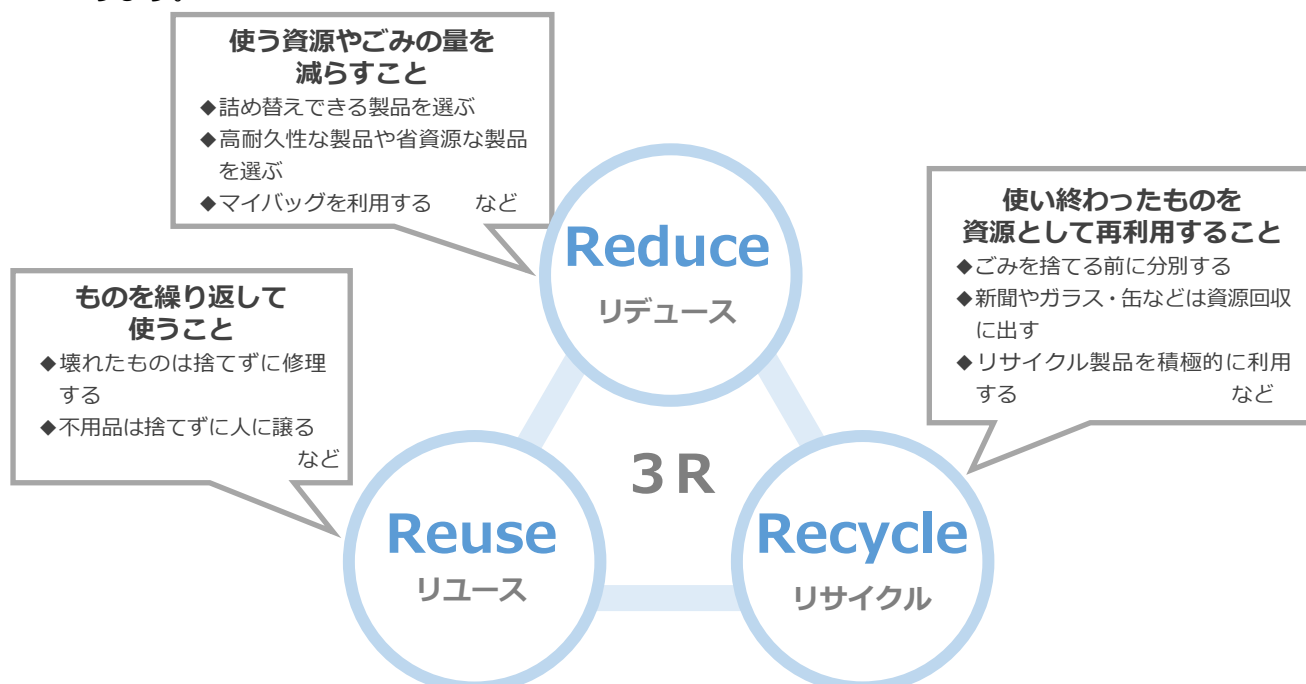 ります。
使う資源やごみの量を
減らすこと
◆詰め替えできる製品を選ぶ
◆高耐久性な製品や省資源な製品
を選ぶ
◆マイバッグを利用する　　など
Reduce
リデュース
使い終わったものを
資源として再利用すること
◆ごみを捨てる前に分別する
◆新聞やガラス・缶などは資源回収
に出す
◆リサイクル製品を積極的に利用
する　　など
ものを繰り返して
使うこと
◆壊れたものは捨てずに修理
する
◆不用品は捨てずに人に譲る
など
３Ｒ
Reuse
リユース
Recycle
リサイクル